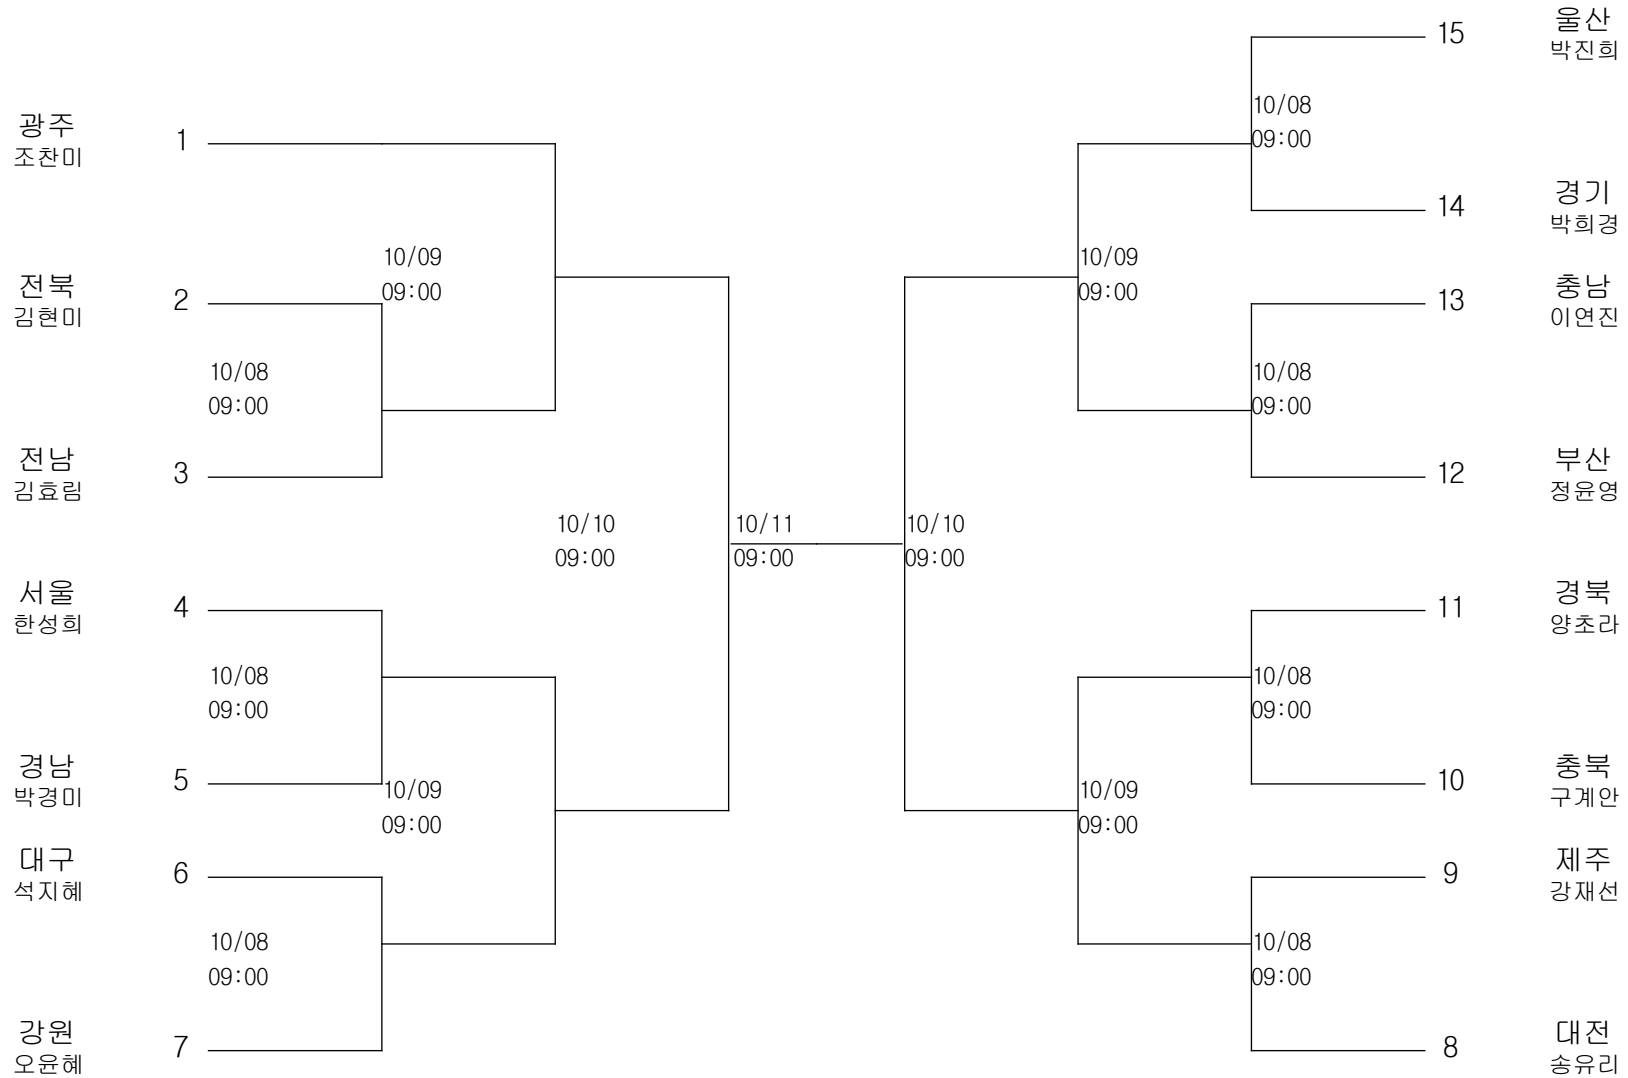 15
울산
박진희
10/08
09:00
광주
조찬미
1
14
경기
박희경
10/09
09:00
10/09
09:00
전북
김현미
2
13
충남
이연진
10/08
09:00
10/08
09:00
전남
김효림
3
12
부산
정윤영
10/10
09:00
10/11
09:00
10/10
09:00
서울
한성희
4
11
경북
양초라
10/08
09:00
10/08
09:00
경남
박경미
5
10
충북
구계안
10/09
09:00
10/09
09:00
대구
석지혜
6
9
제주
강재선
10/08
09:00
10/08
09:00
강원
오윤혜
7
8
대전
송유리